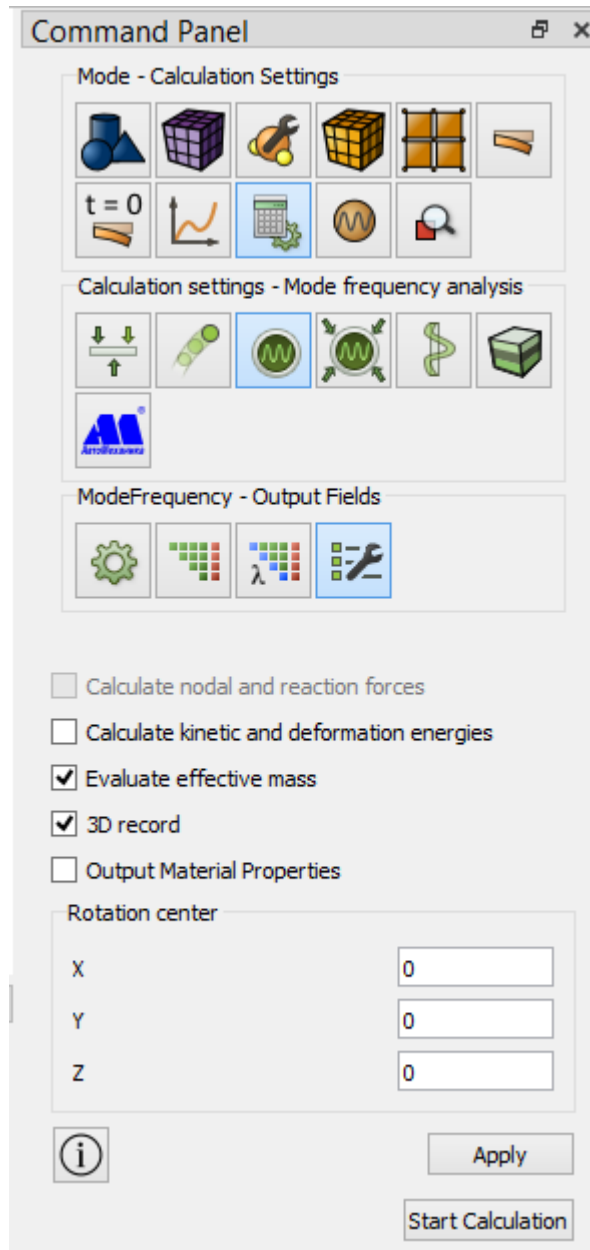 Command Panel
Mode - Calculation Settings
t = 0
Calculation settings - Mode frequency analysis
АвтоМеханика
ModeFrequency - Output Fields
λ
Calculate nodal and reaction forces
Calculate kinetic and deformation energies
Evaluate effective mass
3D record
Output Material Properties
Rotation center
X 0
Y 0
Z 0
i
Apply
Start Calculation